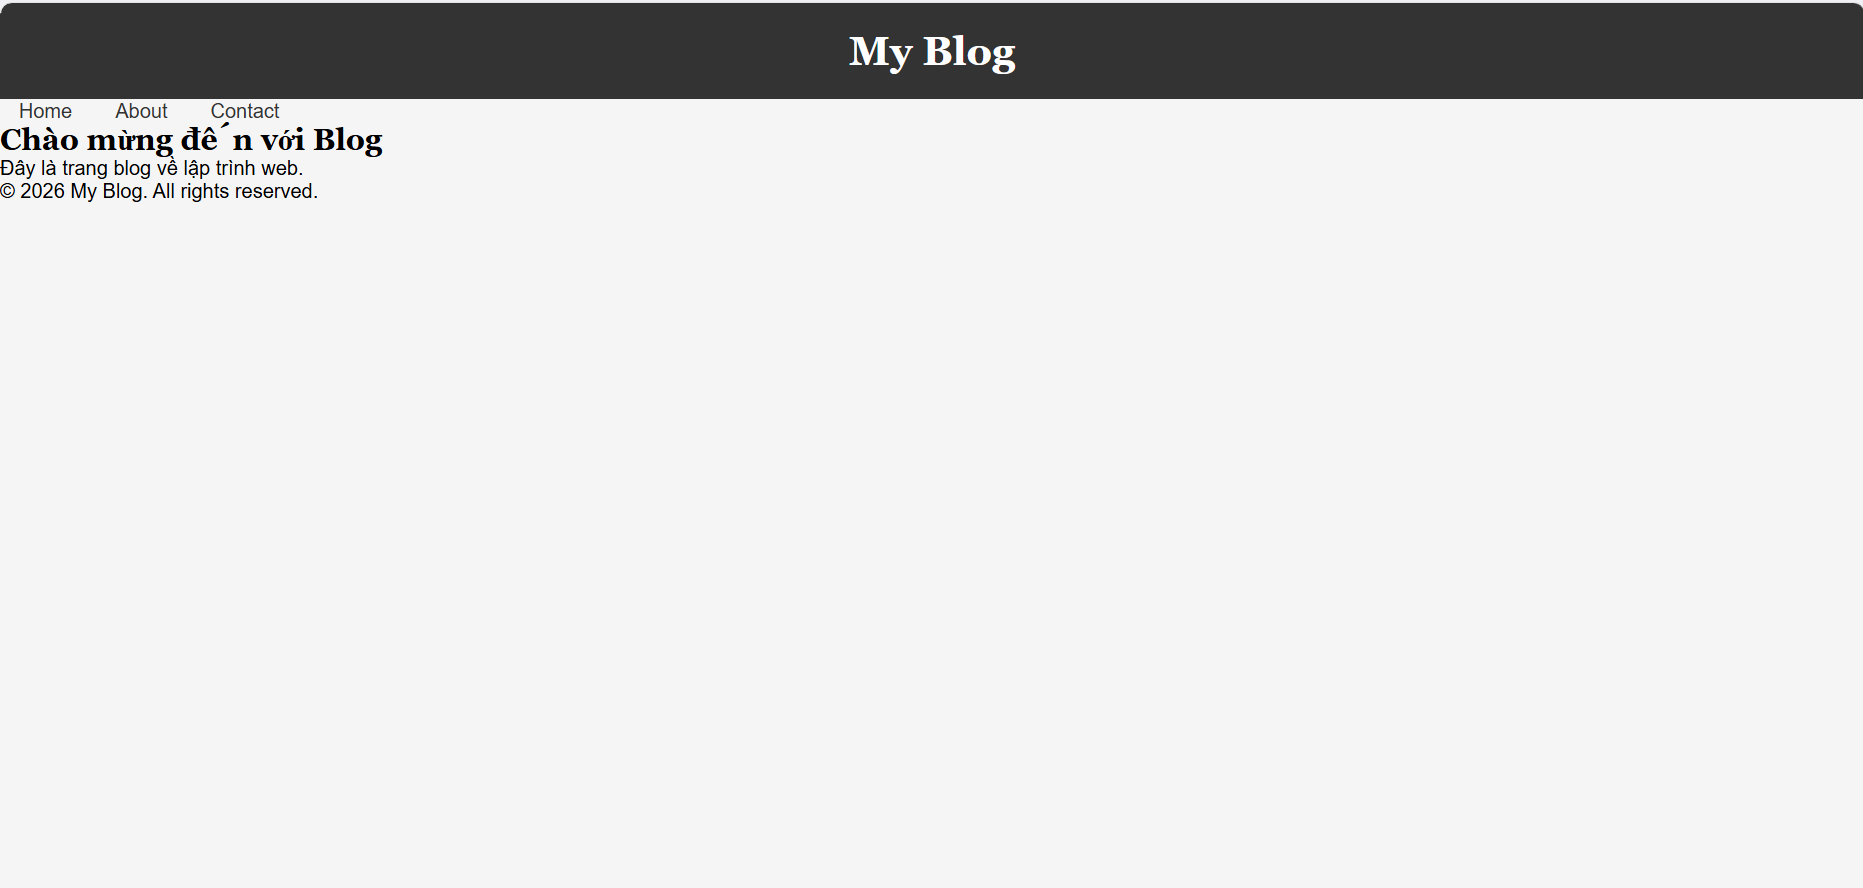 My Blog
Home About Contact
Chào mừng đến với Blog
Đây là trang blog về lập trình web.
© 2026 My Blog. All rights reserved.